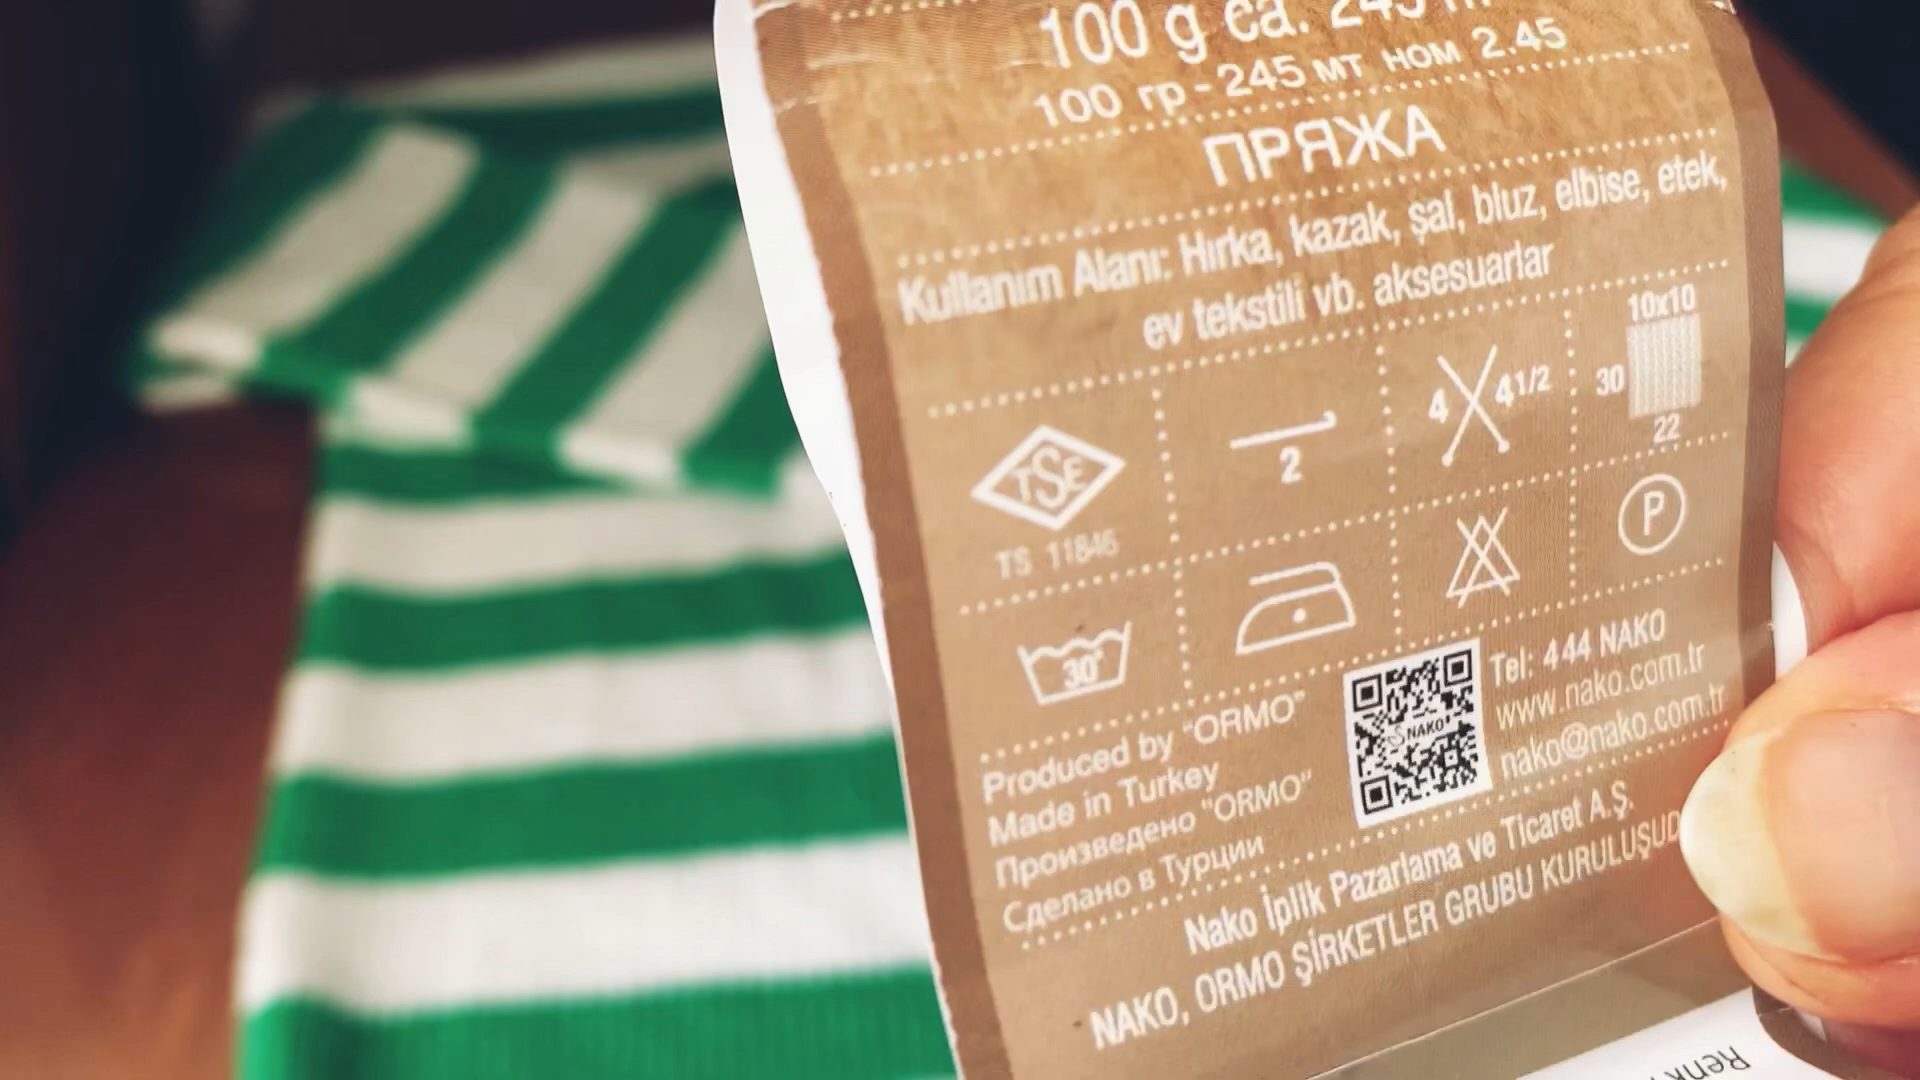 100 g ca. 245 m
100 гр - 245 мт ном 2.45
ПРЯЖА
Kullanım Alanı: Hırka, kazak, şal, bluz, elbise, etek,
ev tekstili vb. aksesuarlar
TSE
TS 11846
2
4 4 1/2
10x10
30
22
30°
P
Produced by "ORMO"
Made in Turkey
Произведено "ORMO"
Сделано в Турции
NAKO
Tel: 444 NAKO
www.nako.com.tr
nako@nako.com.tr
Nako İplik Pazarlama ve Ticaret A.Ş.
NAKO, ORMO ŞİRKETLER GRUBU KURULUŞUD
Renk